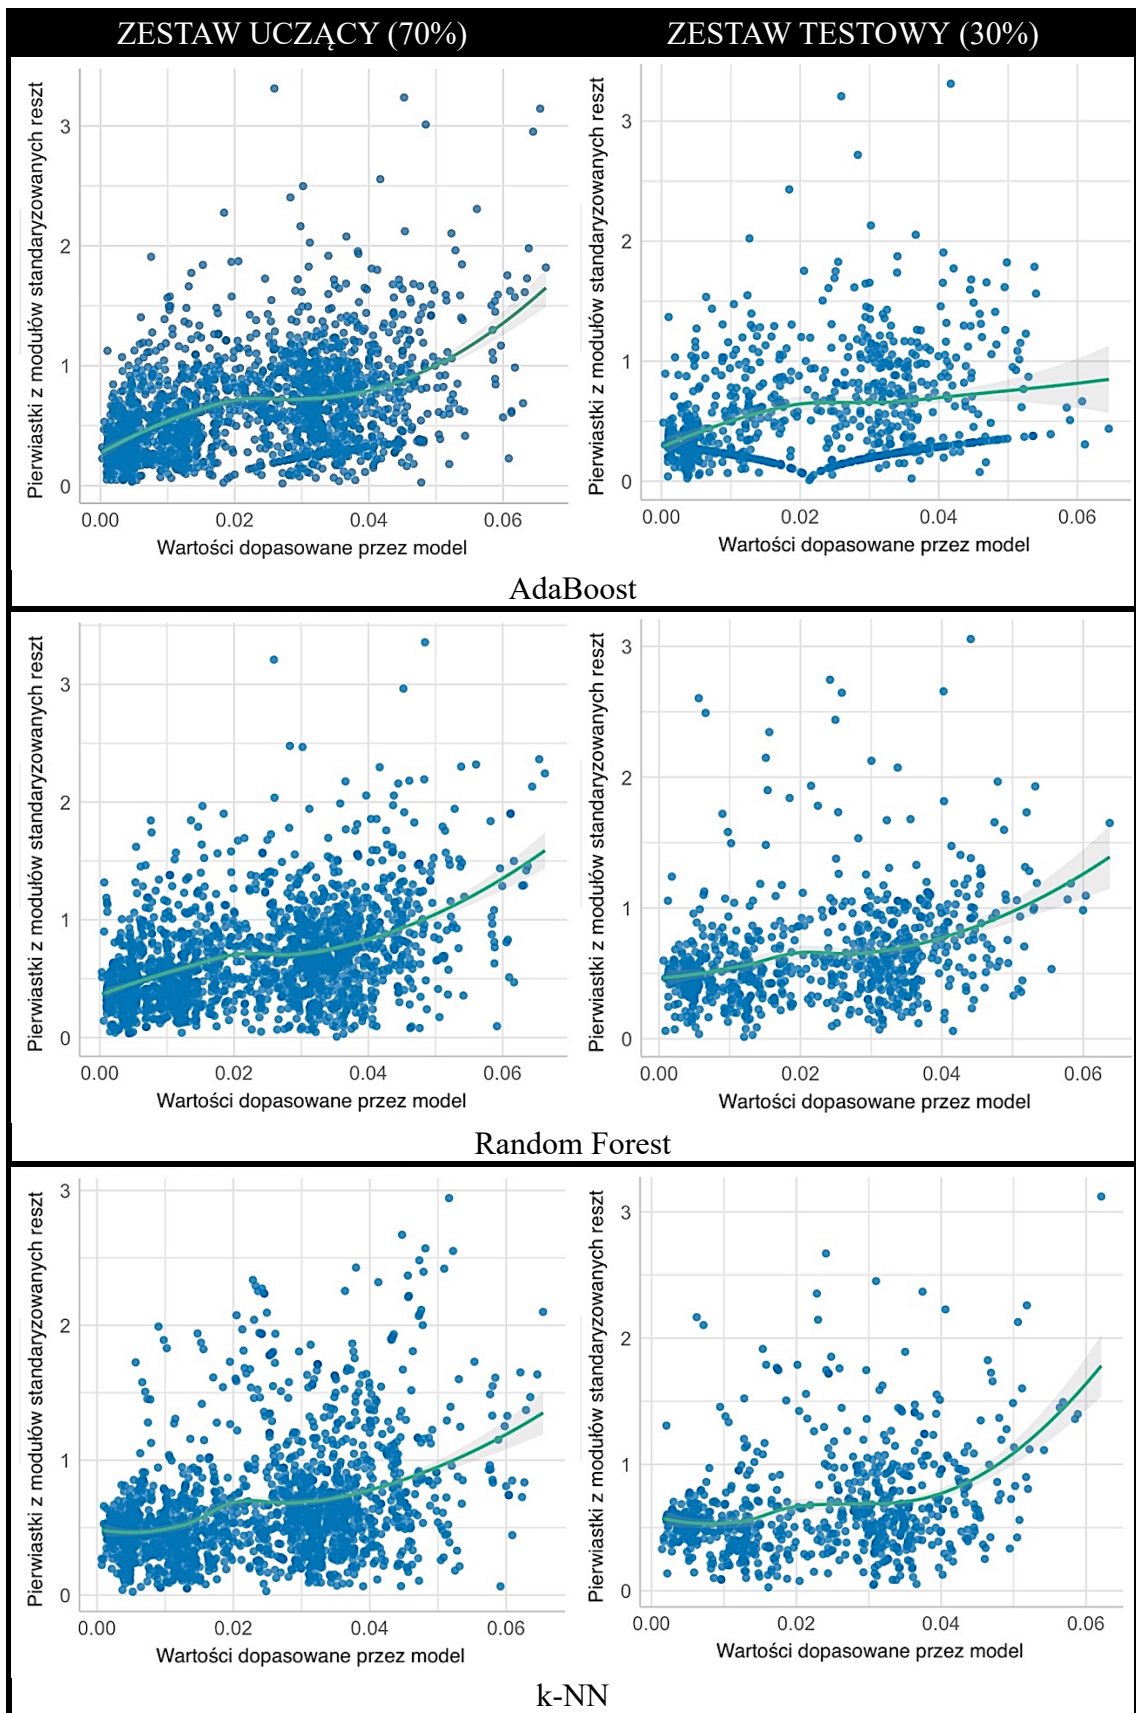 ZESTAW UCZĄCY (70%)
ZESTAW TESTOWY (30%)
Pierwiastki z modułów standaryzowanych reszt
3
2
1
0
0.00 0.02 0.04 0.06
Wartości dopasowane przez model
Pierwiastki z modułów standaryzowanych reszt
3
2
1
0
0.00 0.02 0.04 0.06
Wartości dopasowane przez model
AdaBoost
Pierwiastki z modułów standaryzowanych reszt
3
2
1
0
0.00 0.02 0.04 0.06
Wartości dopasowane przez model
Pierwiastki z modułów standaryzowanych reszt
3
2
1
0
0.00 0.02 0.04 0.06
Wartości dopasowane przez model
Random Forest
Pierwiastki z modułów standaryzowanych reszt
3
2
1
0
0.00 0.02 0.04 0.06
Wartości dopasowane przez model
Pierwiastki z modułów standaryzowanych reszt
3
2
1
0
0.00 0.02 0.04 0.06
Wartości dopasowane przez model
k-NN